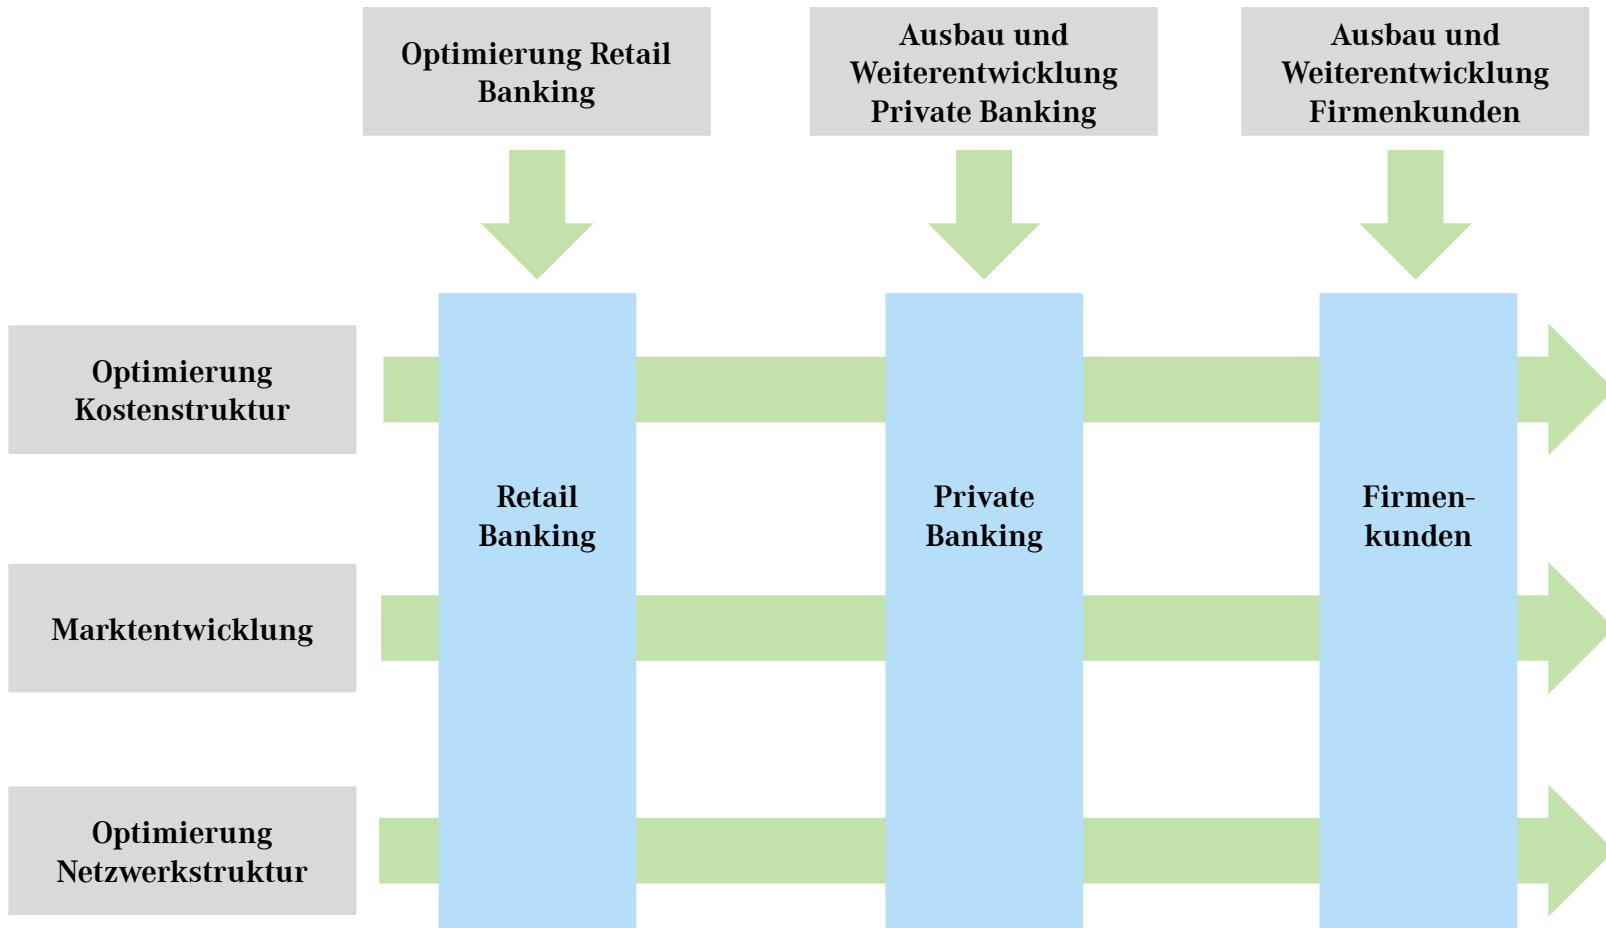 Optimierung Retail
Banking
Ausbau und
Weiterentwicklung
Private Banking
Ausbau und
Weiterentwicklung
Firmenkunden
Optimierung
Kostenstruktur
Retail
Banking
Private
Banking
Firmen-
kunden
Marktentwicklung
Optimierung
Netzwerkstruktur